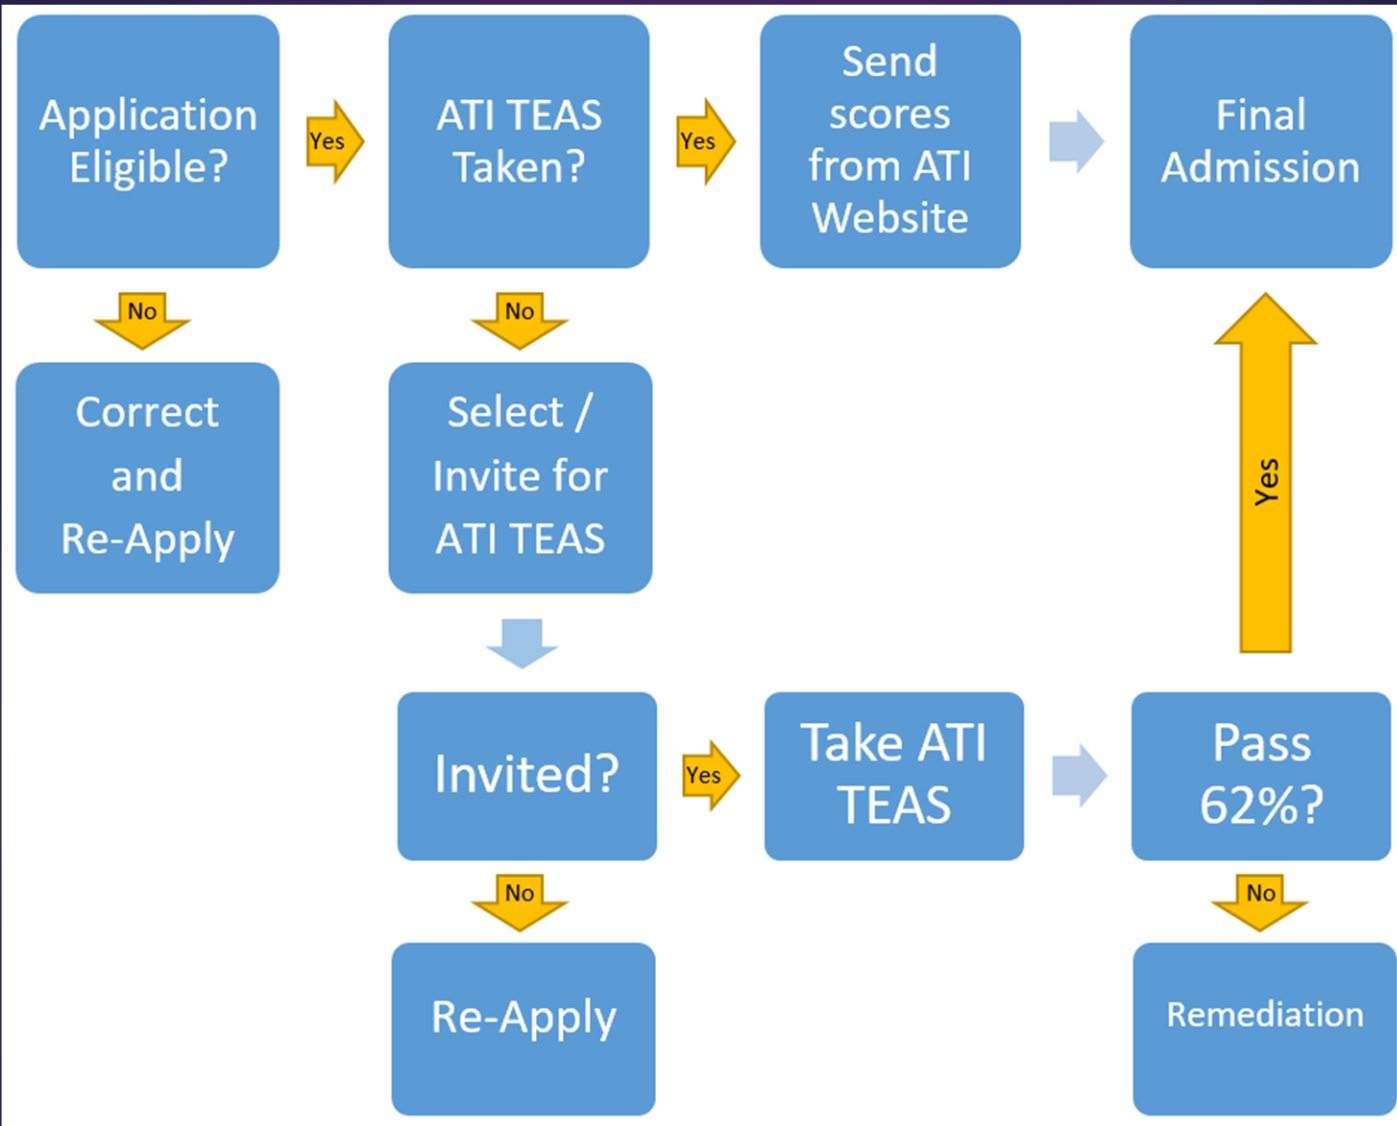 Application
Eligible?
Yes
ATI TEAS
Taken?
Yes
Send
scores
from ATI
Website
Final
Admission
No
No
Correct
and
Re-Apply
Select /
Invite for
ATI TEAS
Yes
Invited?
Yes
Take ATI
TEAS
Pass
62%?
No
No
Re-Apply
Remediation